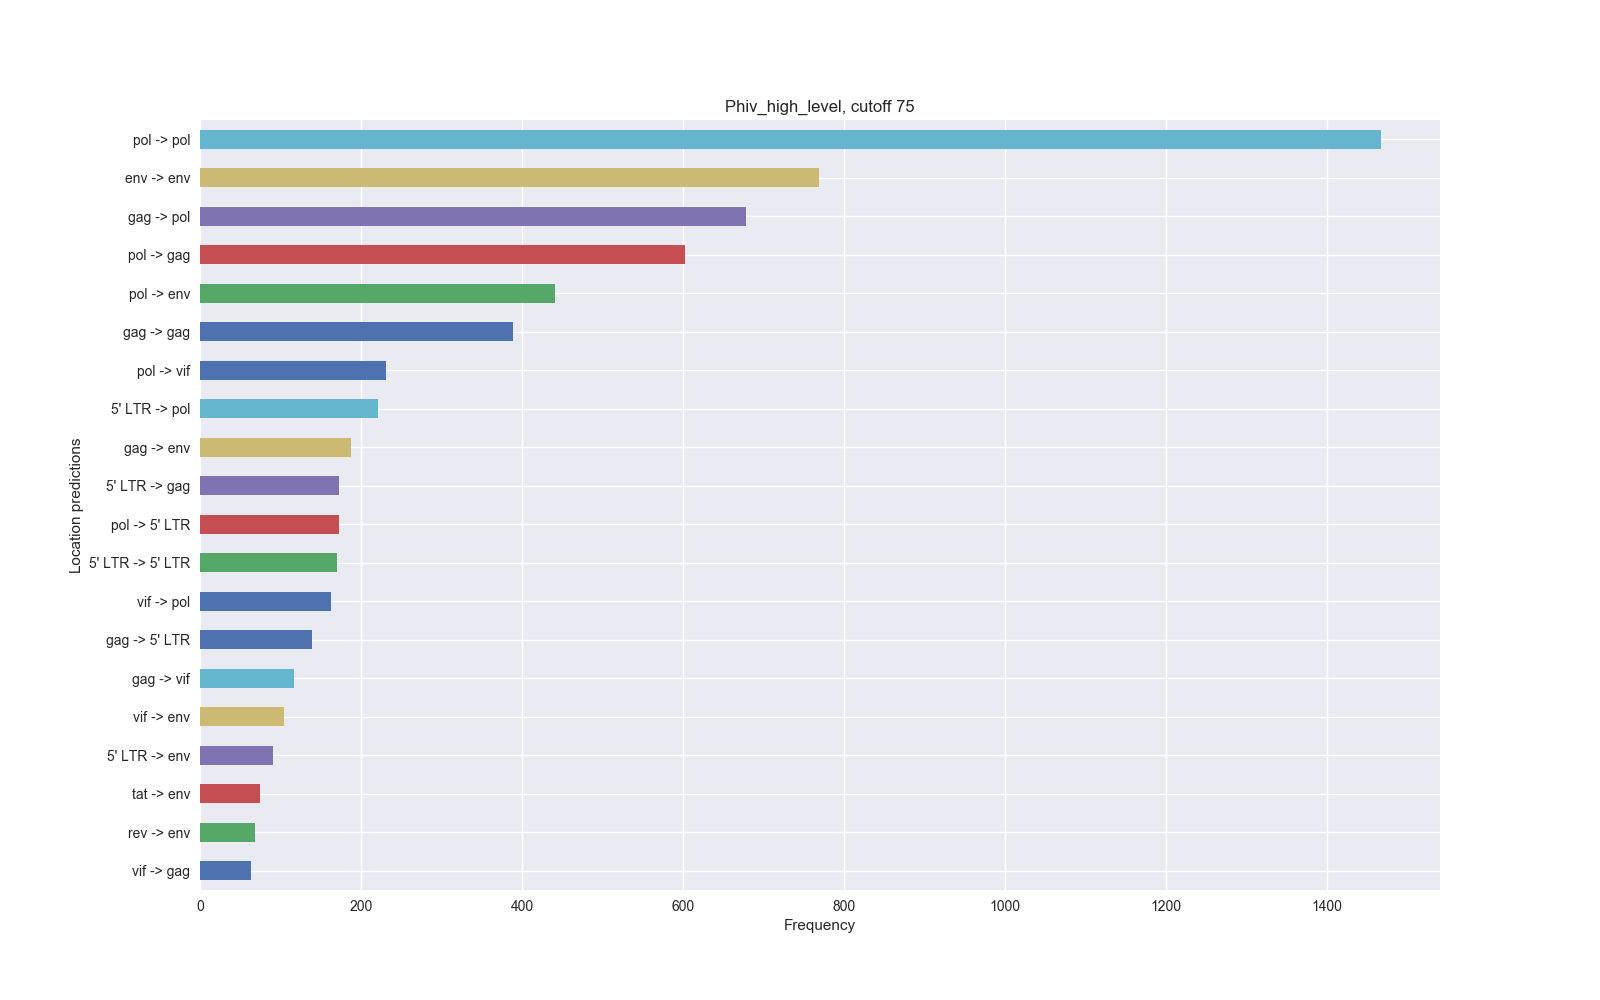 Phiv_high_level, cutoff 75
pol -> pol
env -> env
gag -> pol
pol -> gag
pol -> env
gag -> gag
pol -> vif
5' LTR -> pol
gag -> env
5' LTR -> gag
pol -> 5' LTR
5' LTR -> 5' LTR
vif -> pol
gag -> 5' LTR
gag -> vif
vif -> env
5' LTR -> env
tat -> env
rev -> env
vif -> gag
Location predictions
0 200 400 600 800 1000 1200 1400
Frequency